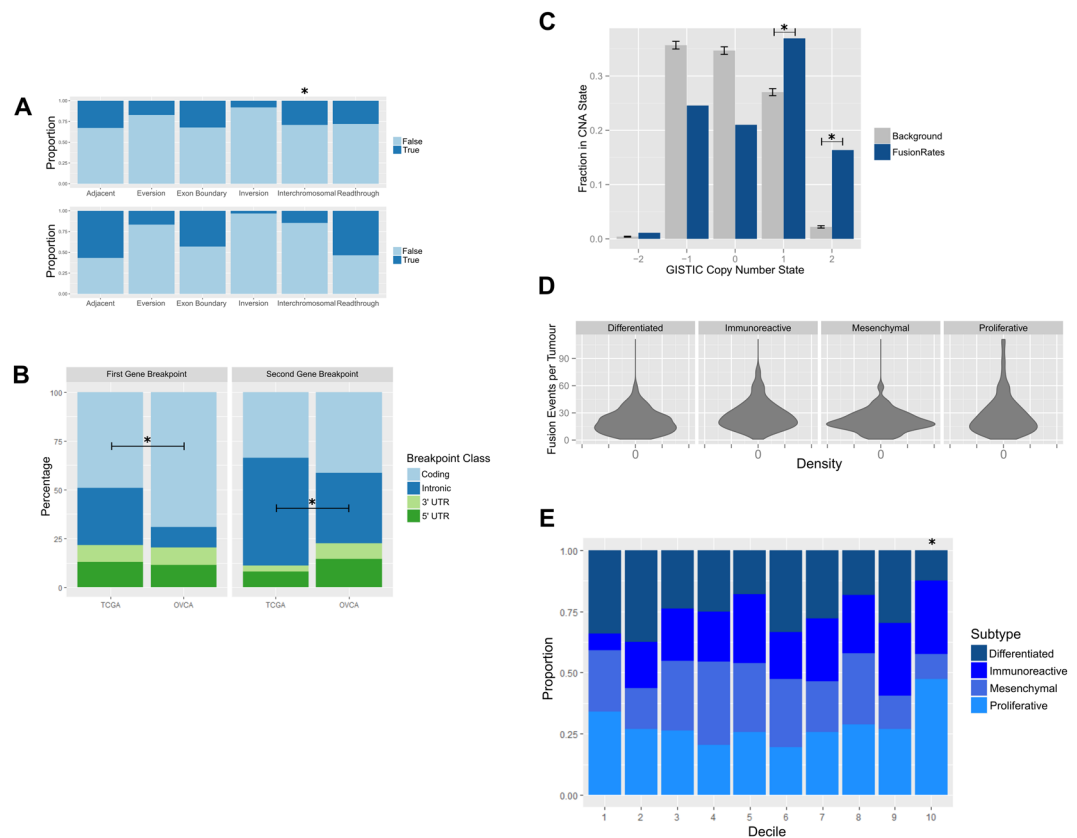 A
*
Proportion
1.00
0.75
0.50
0.25
0.00
Adjacent Eversion Exon Boundary Inversion Interchromosomal Readthrough
False
True
Proportion
1.00
0.75
0.50
0.25
0.00
Adjacent Eversion Exon Boundary Inversion Interchromosomal Readthrough
False
True
B
First Gene Breakpoint Second Gene Breakpoint
Percentage
100
75
50
25
0
*
*
TCGA OVCA TCGA OVCA
Breakpoint Class
Coding
Intronic
3' UTR
5' UTR
C
Fraction in CNA State
0.3
0.2
0.1
0.0
*
*
−2 −1 0 1 2
GISTIC Copy Number State
Background
FusionRates
D
Differentiated Immunoreactive Mesenchymal Proliferative
Fusion Events per Tumour
90
60
30
0
0 0 0 0
Density
E
*
Proportion
1.00
0.75
0.50
0.25
0.00
1 2 3 4 5 6 7 8 9 10
Decile
Subtype
Differentiated
Immunoreactive
Mesenchymal
Proliferative